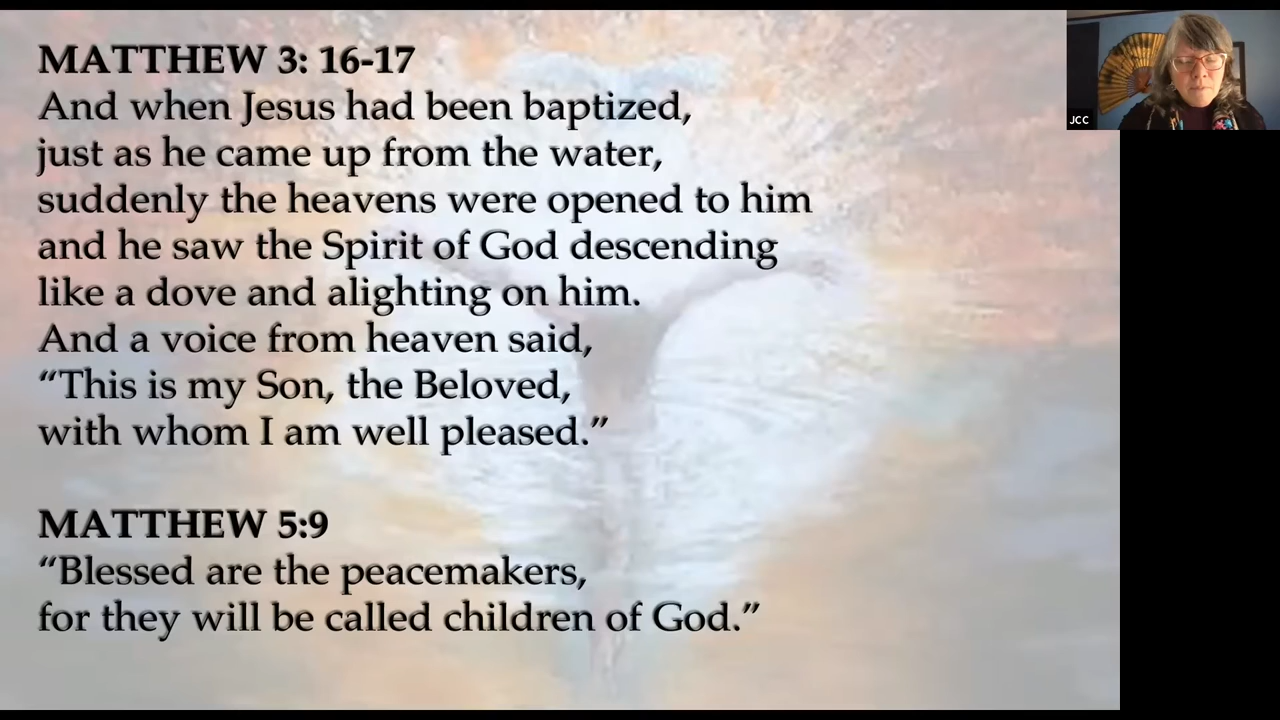 MATTHEW 3: 16-17
And when Jesus had been baptized,
just as he came up from the water,
suddenly the heavens were opened to him
and he saw the Spirit of God descending
like a dove and alighting on him.
And a voice from heaven said,
“This is my Son, the Beloved,
with whom I am well pleased.”
MATTHEW 5:9
“Blessed are the peacemakers,
for they will be called children of God.”
JCC